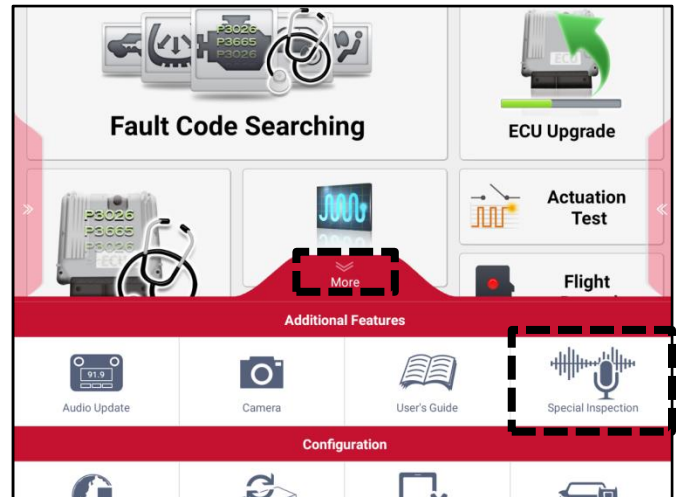 P3026
P3665
P3026
Fault Code Searching
ECU
ECU Upgrade
P3026
P3665
P3026
Actuation
Test
More
Flight
Additional Features
91.9
Audio Update
Camera
User's Guide
Special Inspection
Configuration